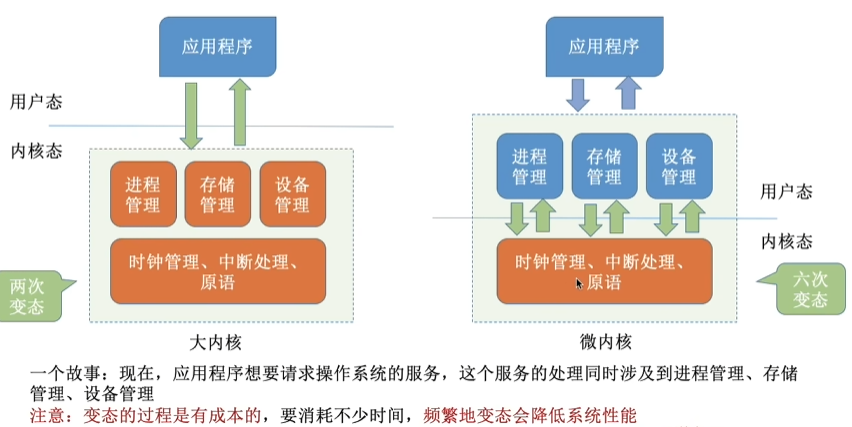 应用程序
应用程序
用户态
内核态
进程
管理
存储
管理
设备
管理
进程
管理
存储
管理
设备
管理
用户态
内核态
时钟管理、中断处理、
原语
时钟管理、中断处理、
原语
两次
变态
六次
变态
大内核
微内核
一个故事：现在，应用程序想要请求操作系统的服务，这个服务的处理同时涉及到进程管理、存储
管理、设备管理
注意：变态的过程是有成本的，要消耗不少时间，频繁地变态会降低系统性能